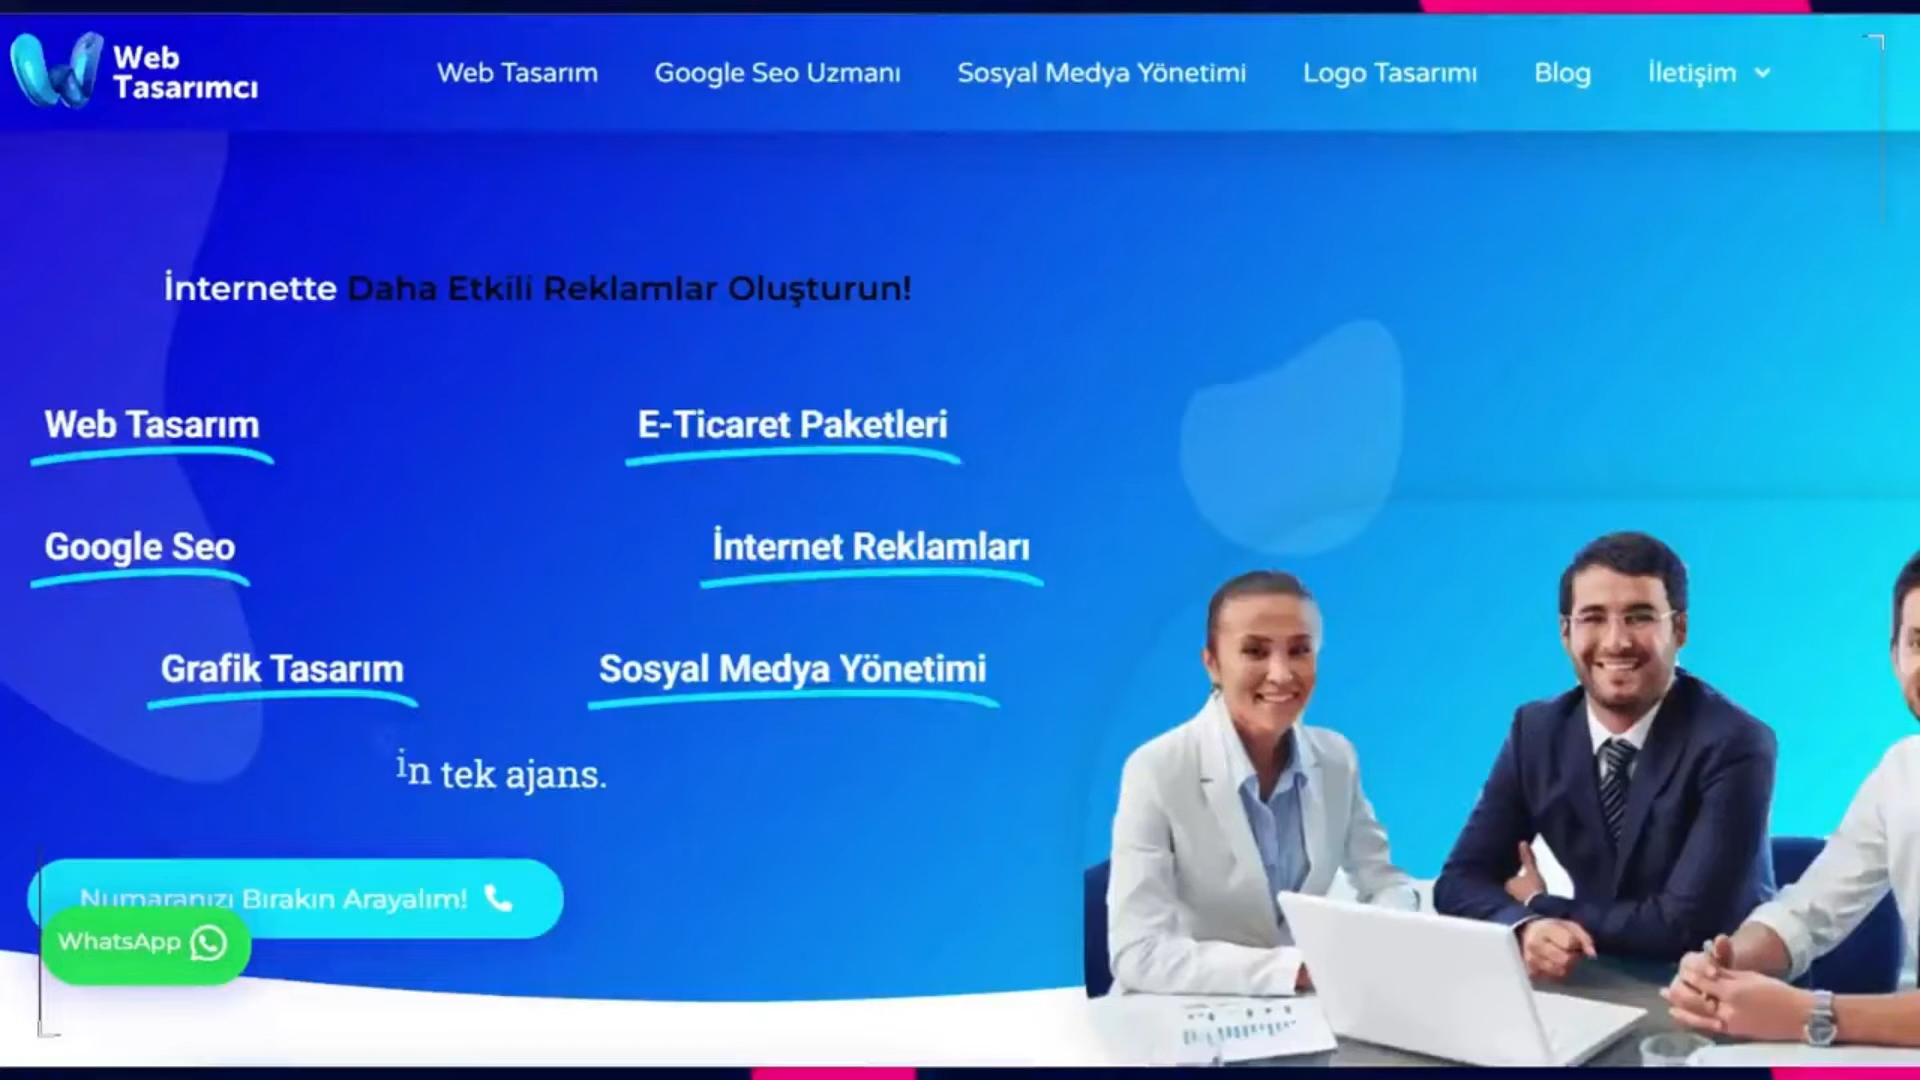 Web
Tasarımcı
Web Tasarım
Google Seo Uzmanı
Sosyal Medya Yönetimi
Logo Tasarımı
Blog
İletişim
İnternette Daha Etkili Reklamlar Oluşturun!
Web Tasarım
E-Ticaret Paketleri
Google Seo
İnternet Reklamları
Grafik Tasarım
Sosyal Medya Yönetimi
in tek ajans.
Numaranızı Bırakın Arayalım!
WhatsApp